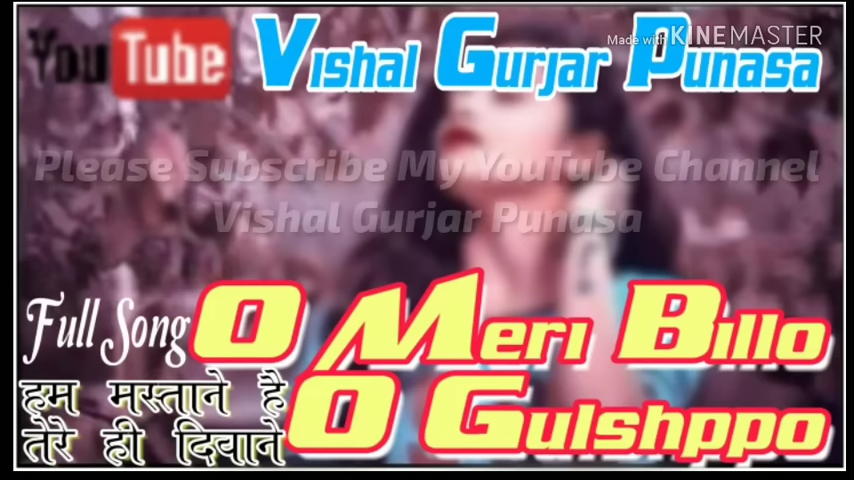 YouTube Vishal Gurjar Punasa
Made with KINEMASTER
Please Subscribe My YouTube Channel
Vishal Gurjar Punasa
Full Song O Meri Billo
हम मस्ताने है O Gulshppo
तेरे ही दिवाने